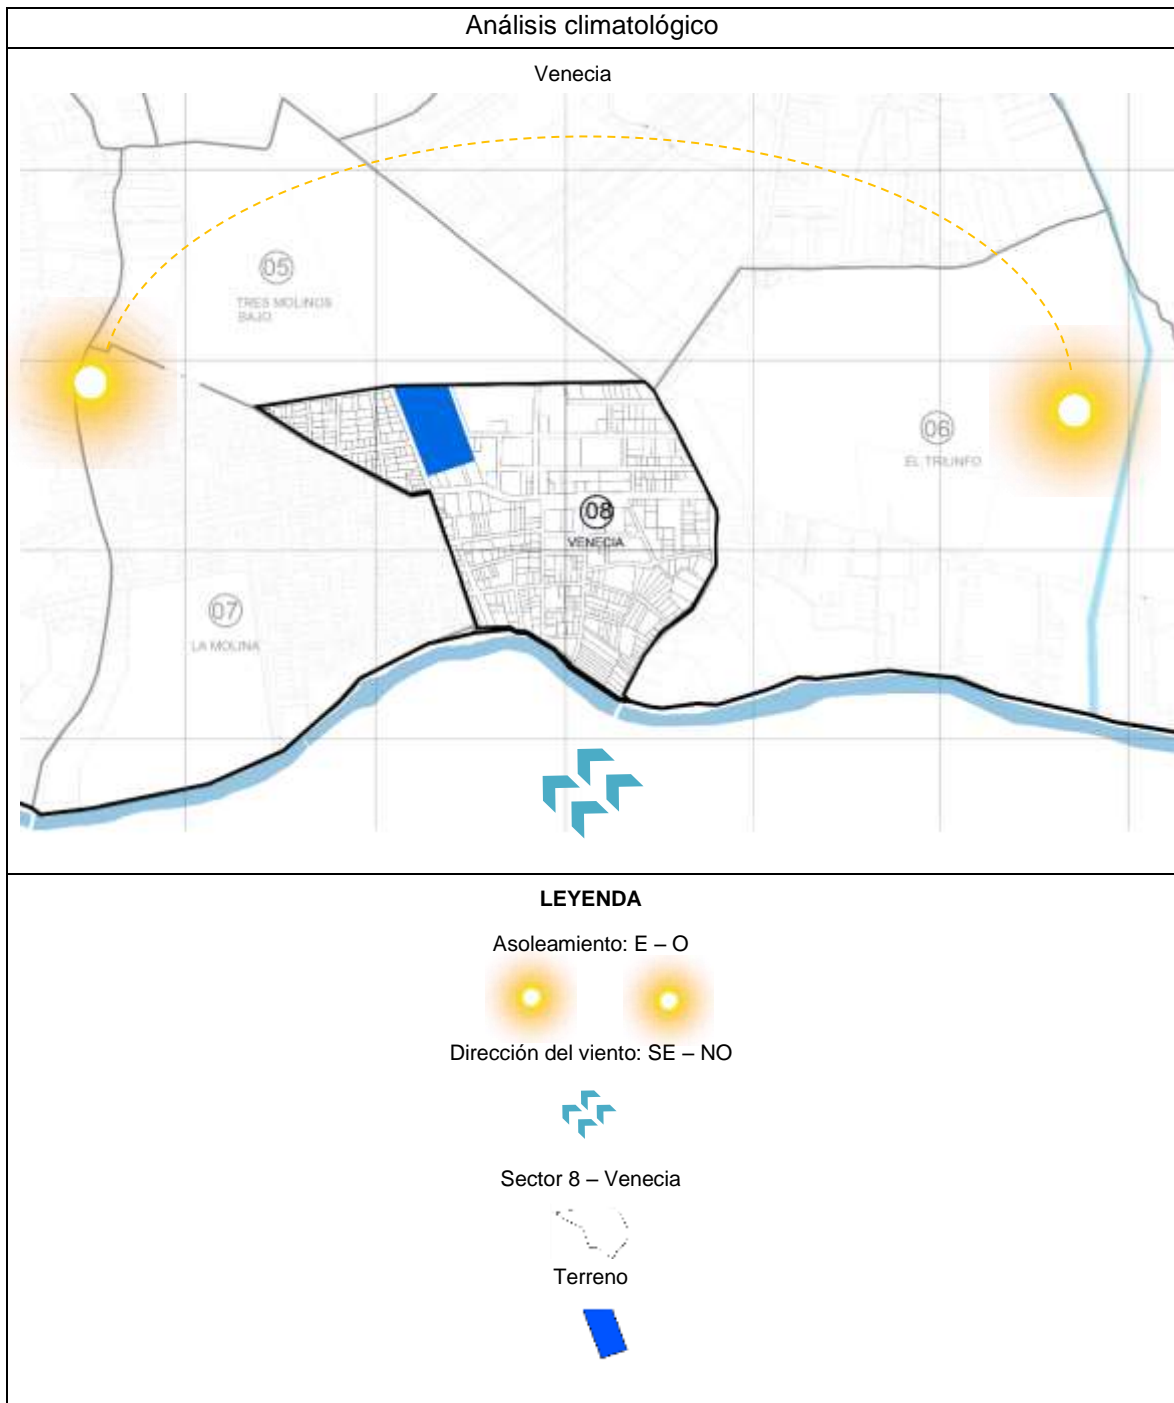 Análisis climatológico
Venecia
05
TRES MOLINOS
BAJO
06
EL TRIUNFO
08
VENECIA
07
LA MOLINA
LEYENDA
Asoleamiento: E – O
Dirección del viento: SE – NO
Sector 8 – Venecia
Terreno